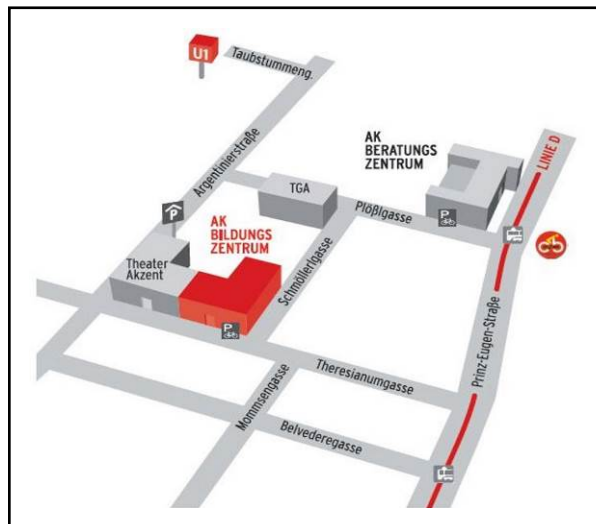 U1
Taubstummeng.
Argentinierstraße
AK
BERATUNGS
ZENTRUM
LINIE D
TGA
Plößlgasse
P
P
AK
BILDUNGS
ZENTRUM
Theater
Akzent
Schmöllerlgasse
P
Prinz-Eugen-Straße
Theresianumgasse
Mommsengasse
Belvederegasse